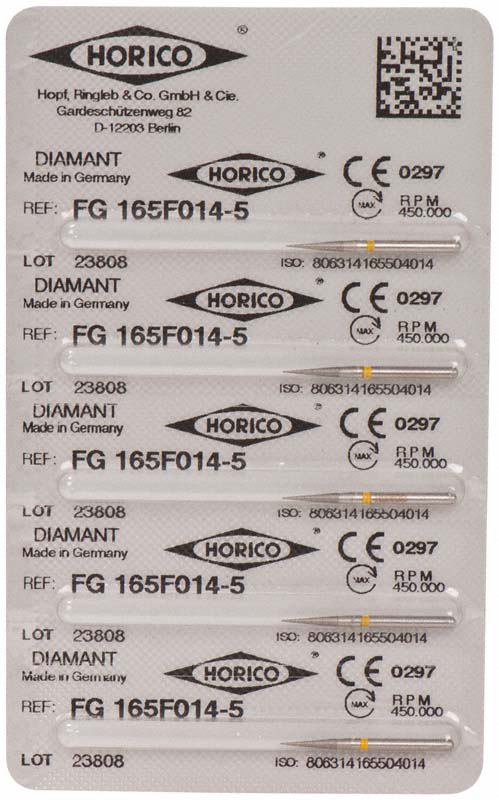 HORICO ®
Hopf, Ringleb & Co. GmbH & Cie.
Gardeschützenweg 82
D-12203 Berlin
DIAMANT
Made in Germany
HORICO ®
CE 0297
REF: FG 165F014-5
MAX RPM
450.000
LOT 23808
ISO: 806314165504014
DIAMANT
Made in Germany
HORICO ®
CE 0297
REF: FG 165F014-5
MAX RPM
450.000
LOT 23808
ISO: 806314165504014
DIAMANT
Made in Germany
HORICO ®
CE 0297
REF: FG 165F014-5
MAX RPM
450.000
LOT 23808
ISO: 806314165504014
DIAMANT
Made in Germany
HORICO ®
CE 0297
REF: FG 165F014-5
MAX RPM
450.000
LOT 23808
ISO: 806314165504014
DIAMANT
Made in Germany
HORICO ®
CE 0297
REF: FG 165F014-5
MAX RPM
450.000
LOT 23808
ISO: 806314165504014